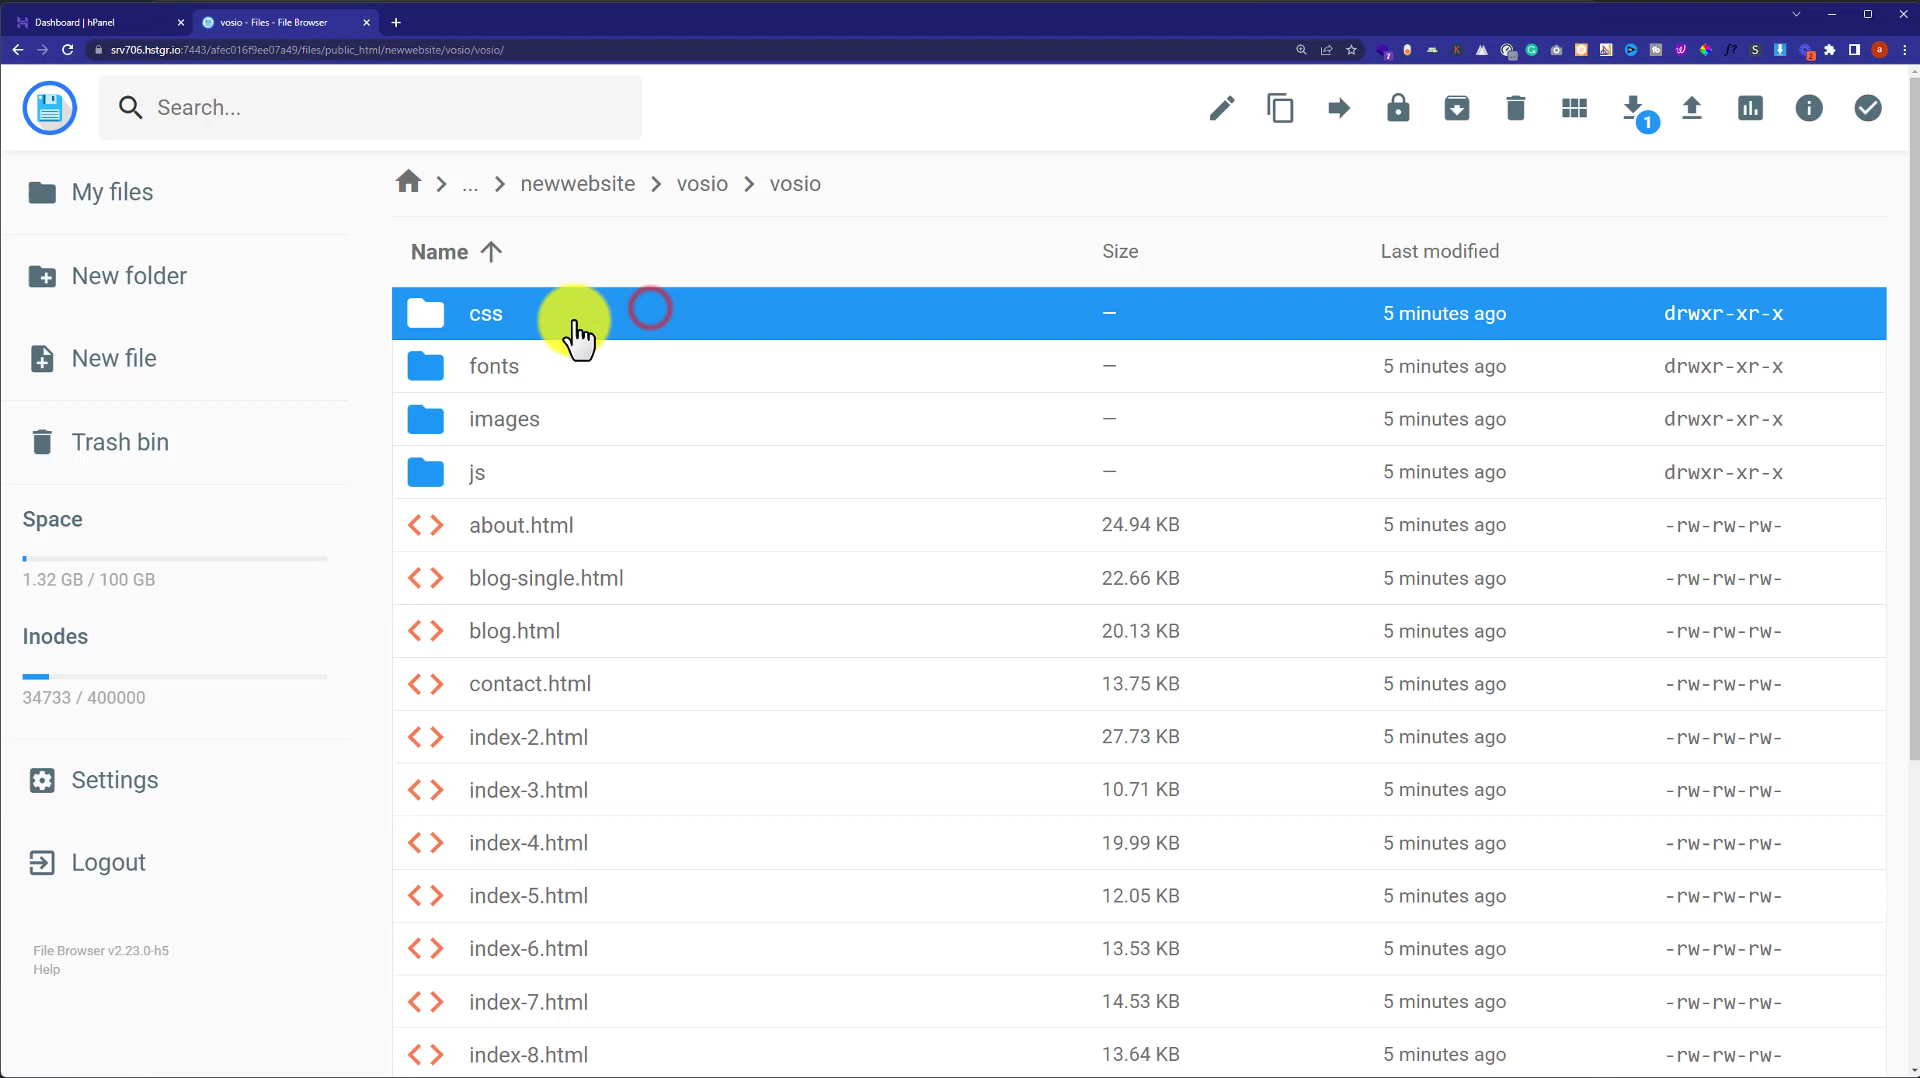 Dashboard | hPanel
vosio - Files - File Browser
srv706.hstgr.io:7443/afec016f9ee07a49/files/public_html/newwebsite/vosio/vosio/
Search...
1
My files
New folder
New file
Trash bin
Space
1.32 GB / 100 GB
Inodes
34733 / 400000
Settings
Logout
File Browser v2.23.0-h5
Help
... newwebsite vosio vosio
Name Size Last modified
css — 5 minutes ago drwxr-xr-x
fonts — 5 minutes ago drwxr-xr-x
images — 5 minutes ago drwxr-xr-x
js — 5 minutes ago drwxr-xr-x
about.html 24.94 KB 5 minutes ago -rw-rw-rw-
blog-single.html 22.66 KB 5 minutes ago -rw-rw-rw-
blog.html 20.13 KB 5 minutes ago -rw-rw-rw-
contact.html 13.75 KB 5 minutes ago -rw-rw-rw-
index-2.html 27.73 KB 5 minutes ago -rw-rw-rw-
index-3.html 10.71 KB 5 minutes ago -rw-rw-rw-
index-4.html 19.99 KB 5 minutes ago -rw-rw-rw-
index-5.html 12.05 KB 5 minutes ago -rw-rw-rw-
index-6.html 13.53 KB 5 minutes ago -rw-rw-rw-
index-7.html 14.53 KB 5 minutes ago -rw-rw-rw-
index-8.html 13.64 KB 5 minutes ago -rw-rw-rw-